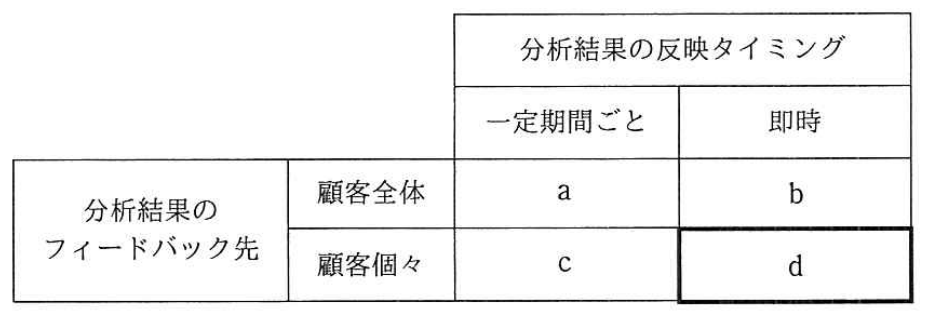 分析結果の反映タイミング
一定期間ごと 即時
分析結果の
フィードバック先
顧客全体 a b
顧客個々 c d